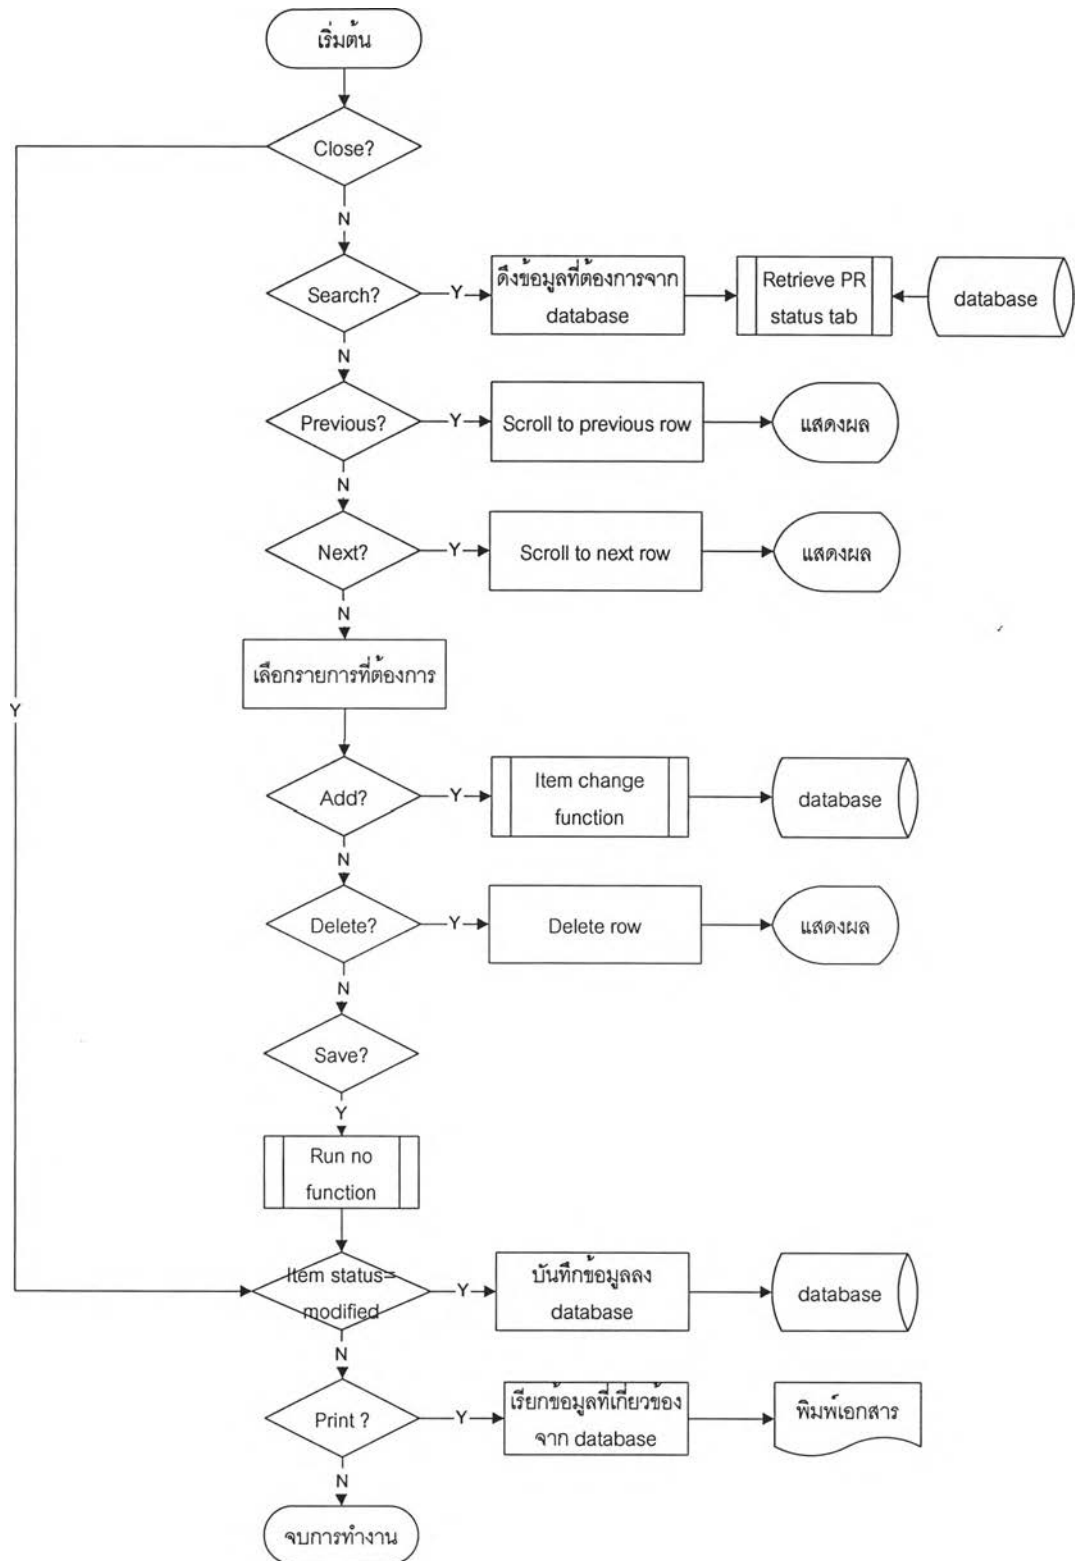 เริ่มต้น
Close?
N
Search?
Y
ดึงข้อมูลที่ต้องการจาก
database
Retrieve PR
status tab
database
N
Previous?
Y
Scroll to previous row
แสดงผล
N
Next?
Y
Scroll to next row
แสดงผล
N
เลือกรายการที่ต้องการ
Y
Add?
Y
Item change
function
database
N
Delete?
Y
Delete row
แสดงผล
N
Save?
Y
Run no
function
Item status=
modified
Y
บันทึกข้อมูลลง
database
database
N
Print ?
Y
เรียกข้อมูลที่เกี่ยวข้อง
จาก database
พิมพ์เอกสาร
N
จบการทำงาน